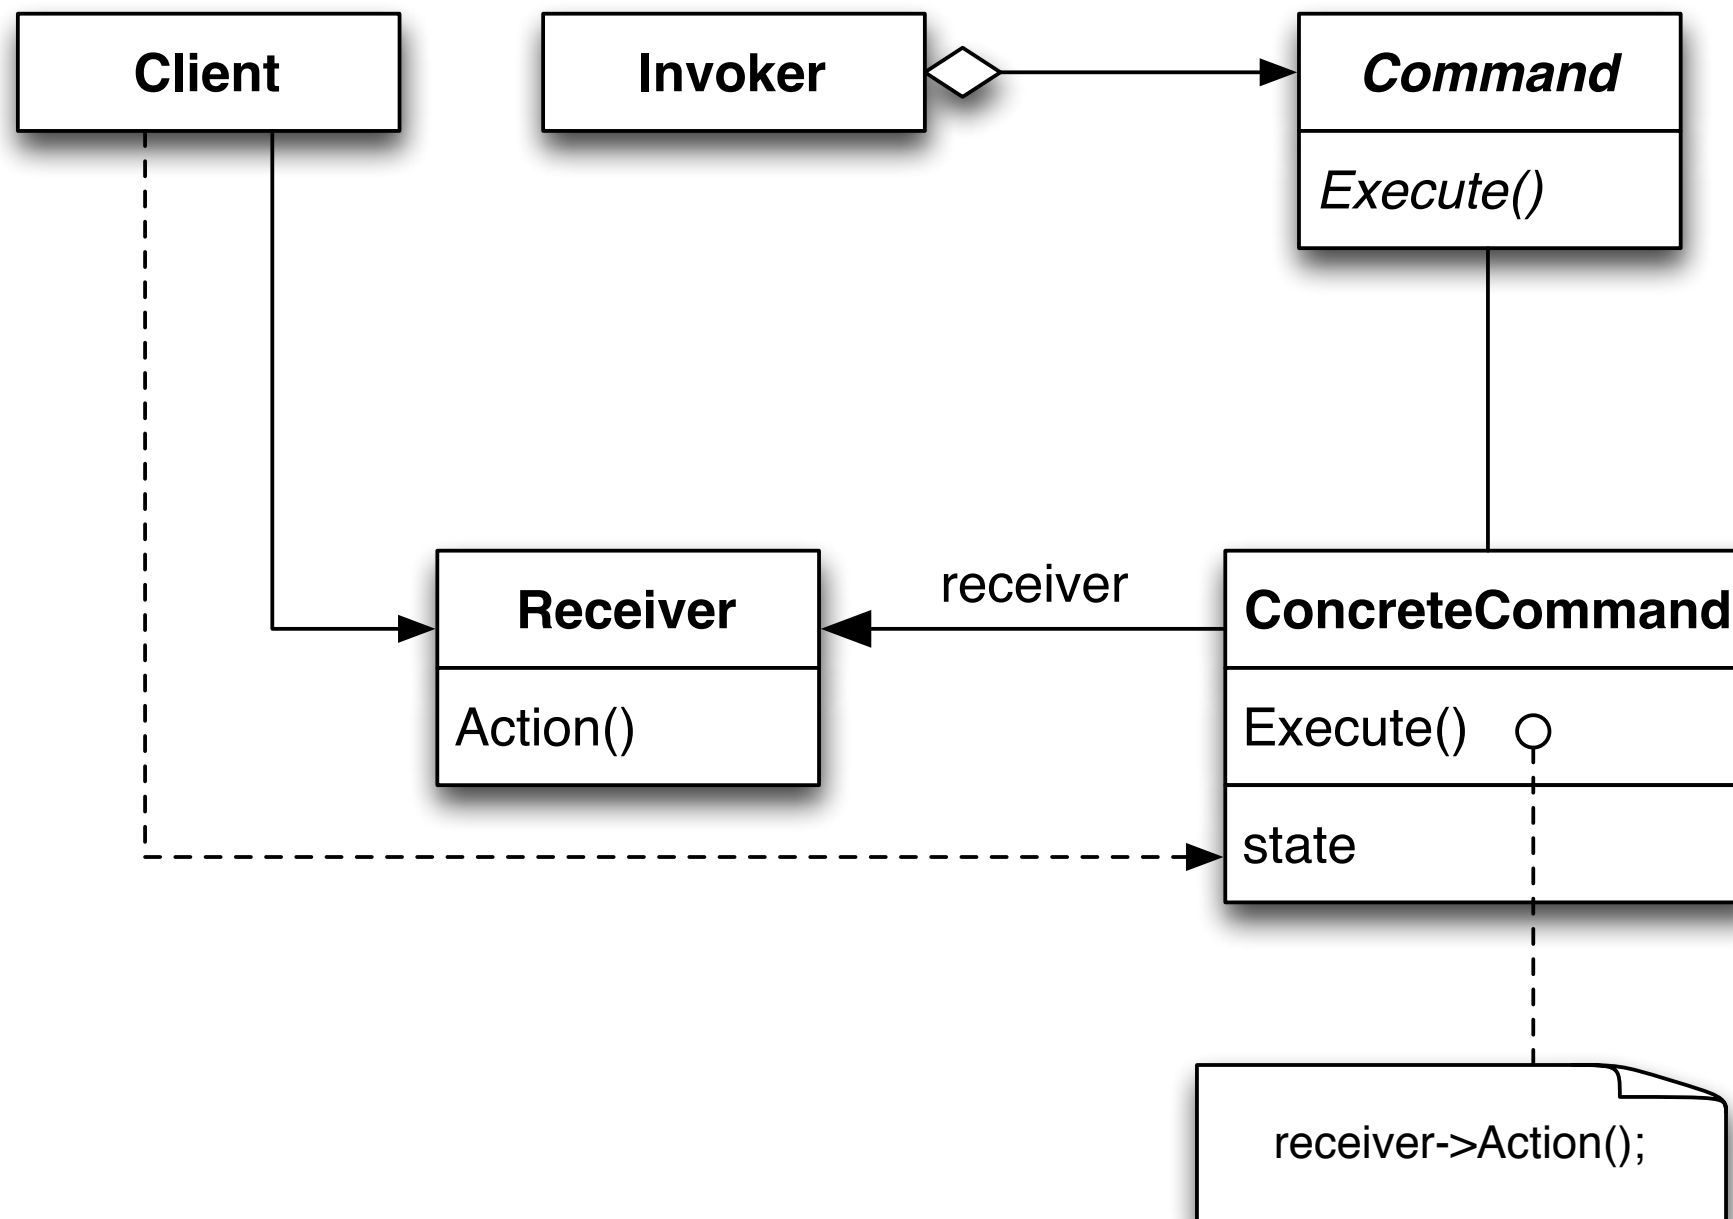 Client
Invoker
Command
Execute()
receiver
Receiver
ConcreteCommand
Action()
Execute()
state
receiver->Action();